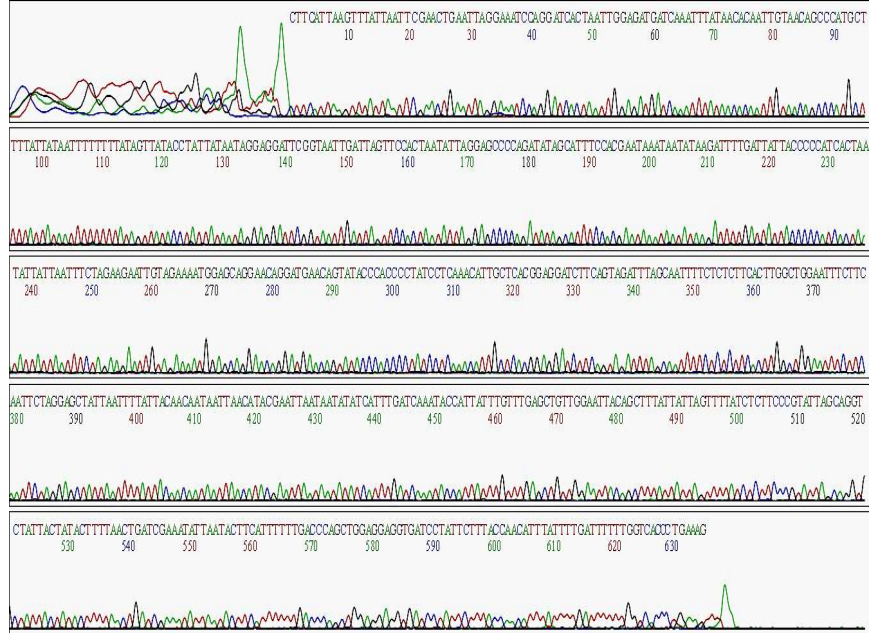 CTTCATTAAGTTTATTAATTCGAACTGAATTAGGAAATCCAGGATCACTAATTGGAGATGATCAAATTTATAACACAATTGTAACAGCCCATGCT
10 20 30 40 50 60 70 80 90
TTTATTATAATTTTTTTTATAGTTATACCTATTATAATAGGAGGATTCGGTAATTGATTAGTTCCACTAATATTAGGAGCCCCAGATATAGCATTTCCACGAATAAATAATATAAGATTTTGATTATTACCCCCATCACTAA
100 110 120 130 140 150 160 170 180 190 200 210 220 230
TATTATTAATTTCTAGAAGAATTGTAGAAAATGGAGCAGGAACAGGATGAACAGTATACCCACCCCTATCCTCAAACATTGCTCACGGAGGATCTTCAGTAGATTTAGCAATTTTCTCTCTTCACTTGGCTGGAATTTCTTC
240 250 260 270 280 290 300 310 320 330 340 350 360 370
AATTCTAGGAGCTATTAATTTTATTACAACAATAATTAACATACGAATTAATAATATATCATTTGATCAAATACCATTATTTGTTTGAGCTGTTGGAATTACAGCTTTATTATTAGTTTTATCTCTTCCCGTATTAGCAGGT
380 390 400 410 420 430 440 450 460 470 480 490 500 510 520
CTATTACTATACTTTTAACTGATCGAAATATTAATACTTCATTTTTTGACCCAGCTGGAGGAGGTGATCCTATTCTTTACCAACATTTATTTTGATTTTTTGGTCACCCTGAAAG
530 540 550 560 570 580 590 600 610 620 630